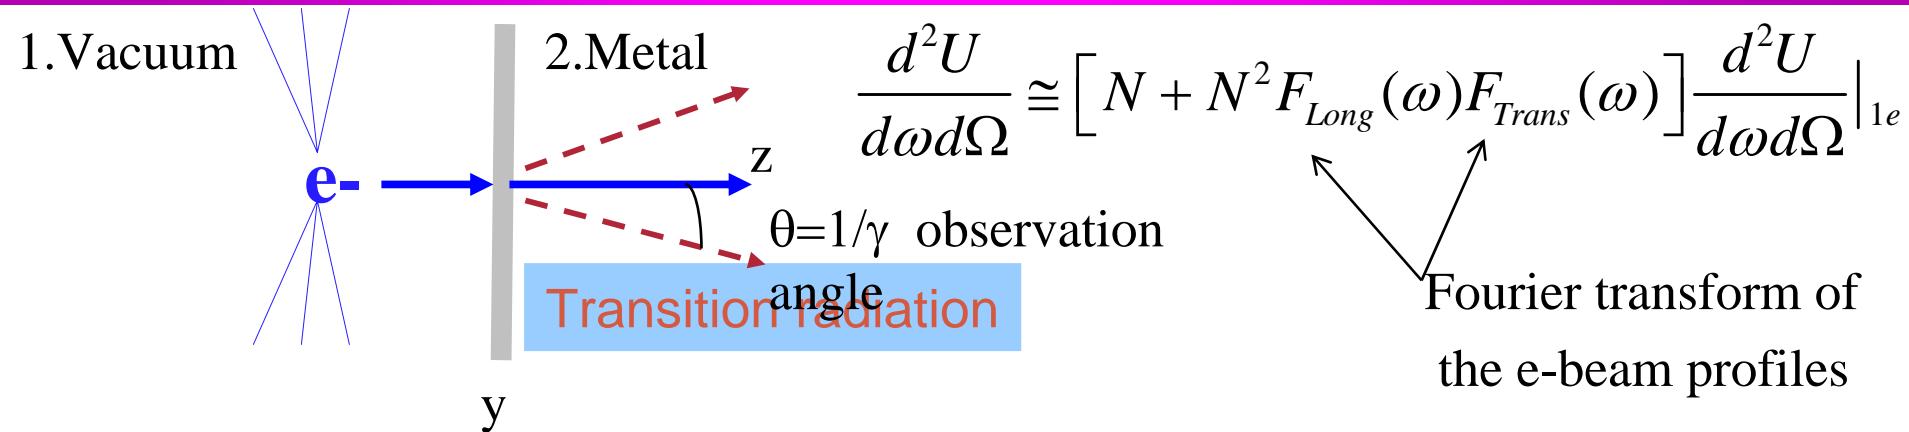 1.Vacuum
2.Metal
d²U/dωdΩ ≅ [N + N²F_Long(ω)F_Trans(ω)] d²U/dωdΩ|₁ₑ
e-
z
θ=1/γ observation
angle
Transition radiation
Fourier transform of
the e-beam profiles
y